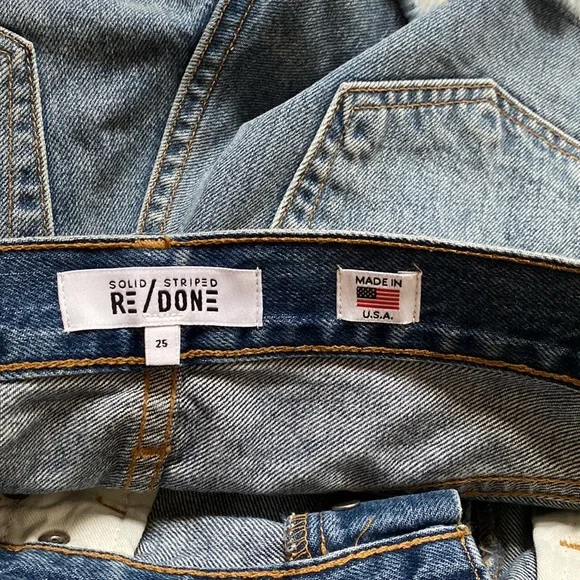 SOLID STRIPED
RE/DONE
25
MADE IN
U.S.A.